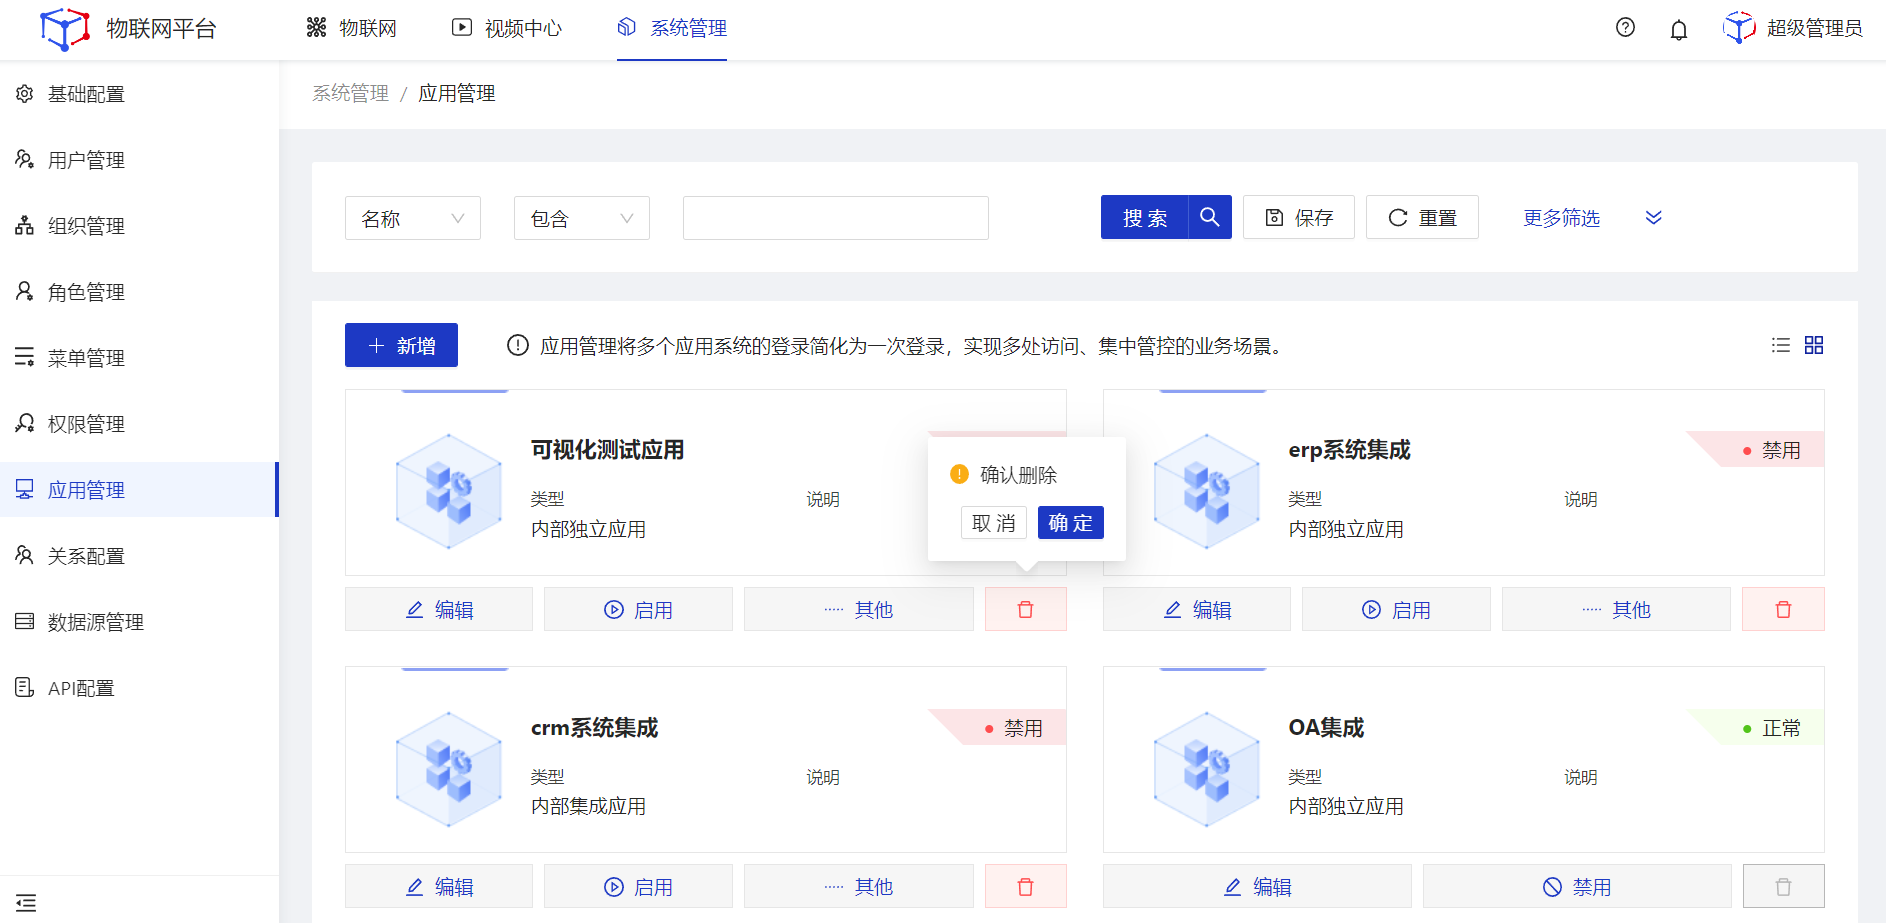 物联网平台
物联网
视频中心
系统管理
超级管理员
基础配置
用户管理
组织管理
角色管理
菜单管理
权限管理
应用管理
关系配置
数据源管理
API配置
系统管理 / 应用管理
名称
包含
搜 索
保存
重置
更多筛选
新增
应用管理将多个应用系统的登录简化为一次登录，实现多处访问、集中管控的业务场景。
可视化测试应用
类型
说明
内部独立应用
确认删除
取 消
确 定
编辑
启用
其他
erp系统集成
禁用
类型
说明
内部独立应用
编辑
启用
其他
crm系统集成
禁用
类型
说明
内部集成应用
编辑
启用
其他
OA集成
正常
类型
说明
内部独立应用
编辑
禁用